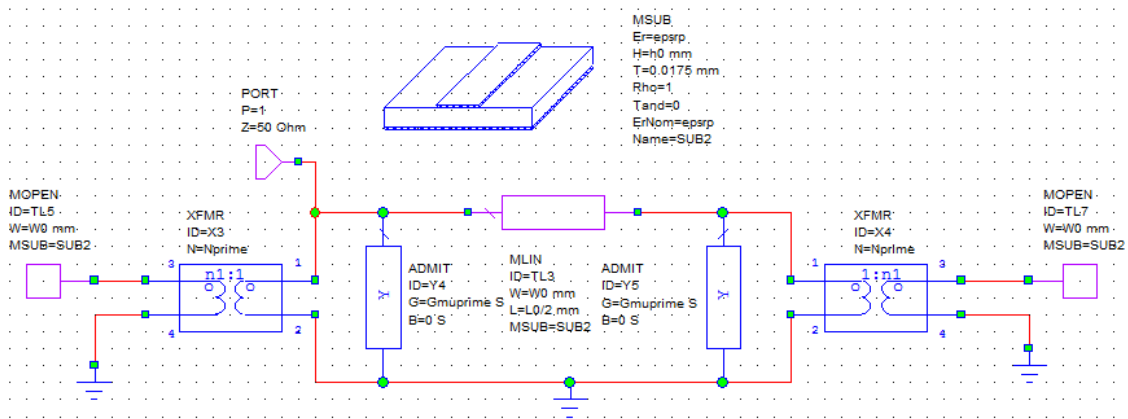 MSUB
Er=epsrp
H=h0 mm
T=0.0175 mm
Rho=1
Tand=0
ErNom=epsrp
Name=SUB2
PORT
P=1
Z=50 Ohm
MOPEN
ID=TL5
W=W0 mm
MSUB=SUB2
XFMR
ID=X3
N=Nprime
3
n1:1
1
o
o
4
2
Y
ADMIT
ID=Y4
G=Gmuprime S
B=0 S
MLIN
ID=TL3
W=W0 mm
L=L0/2 mm
MSUB=SUB2
ADMIT
ID=Y5
G=Gmuprime S
B=0 S
Y
XFMR
ID=X4
N=Nprime
1
1:n1
3
o
o
2
4
MOPEN
ID=TL7
W=W0 mm
MSUB=SUB2